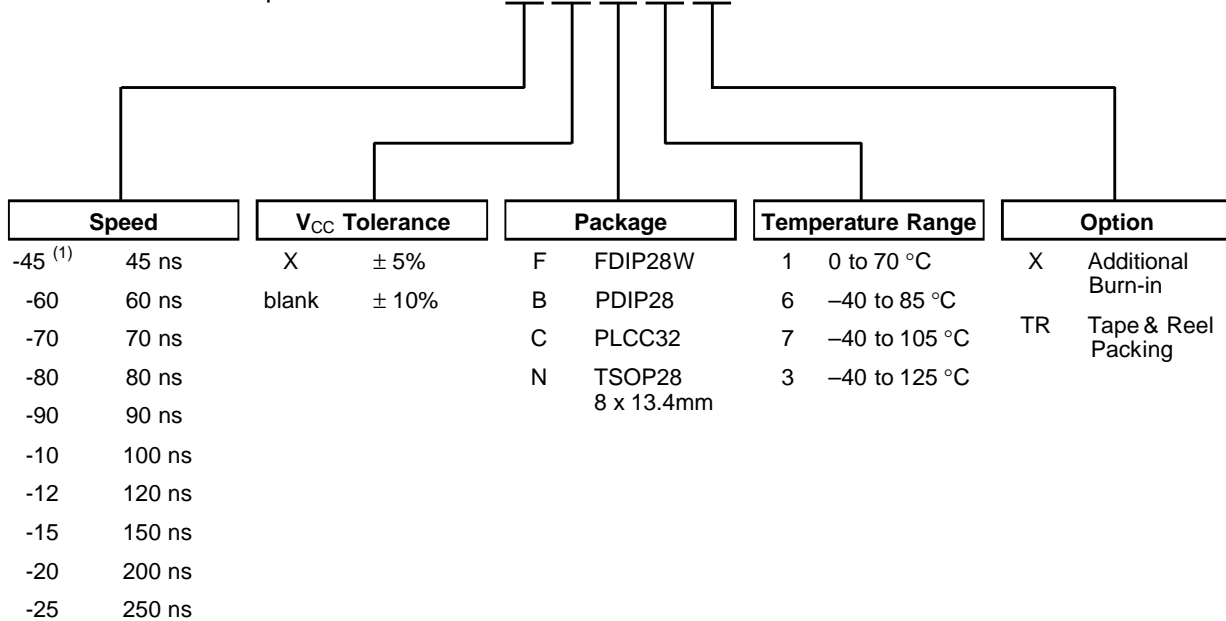 Speed
V_CC Tolerance
Package
Temperature Range
Option
-45 (1) 45 ns
-60 60 ns
-70 70 ns
-80 80 ns
-90 90 ns
-10 100 ns
-12 120 ns
-15 150 ns
-20 200 ns
-25 250 ns
X ± 5%
blank ± 10%
F FDIP28W
B PDIP28
C PLCC32
N TSOP28
8 x 13.4mm
1 0 to 70 °C
6 –40 to 85 °C
7 –40 to 105 °C
3 –40 to 125 °C
X Additional
Burn-in
TR Tape & Reel
Packing